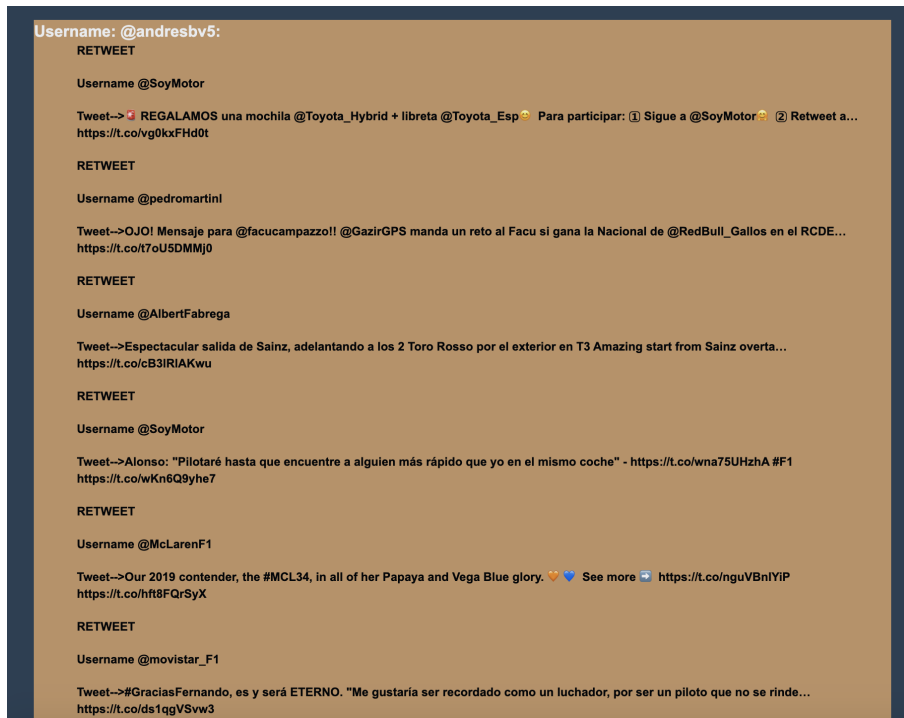 Username: @andresbv5:
RETWEET
Username @SoyMotor
Tweet-->🚨 REGALAMOS una mochila @Toyota_Hybrid + libreta @Toyota_Esp😊 Para participar: 1️⃣ Sigue a @SoyMotor🤗 2️⃣ Retweet a…
https://t.co/vg0kxFHd0t
RETWEET
Username @pedromartinl
Tweet-->OJO! Mensaje para @facucampazzo!! @GazirGPS manda un reto al Facu si gana la Nacional de @RedBull_Gallos en el RCDE…
https://t.co/t7oU5DMMj0
RETWEET
Username @AlbertFabrega
Tweet-->Espectacular salida de Sainz, adelantando a los 2 Toro Rosso por el exterior en T3 Amazing start from Sainz overta…
https://t.co/cB3lRlAKwu
RETWEET
Username @SoyMotor
Tweet-->Alonso: "Pilotaré hasta que encuentre a alguien más rápido que yo en el mismo coche" - https://t.co/wna75UHzhA #F1
https://t.co/wKn6Q9yhe7
RETWEET
Username @McLarenF1
Tweet-->Our 2019 contender, the #MCL34, in all of her Papaya and Vega Blue glory. 🧡 💙 See more ➡️ https://t.co/nguVBnIYiP
https://t.co/hft8FQrSyX
RETWEET
Username @movistar_F1
Tweet-->#GraciasFernando, es y será ETERNO. "Me gustaría ser recordado como un luchador, por ser un piloto que no se rinde…
https://t.co/ds1qgVSvw3